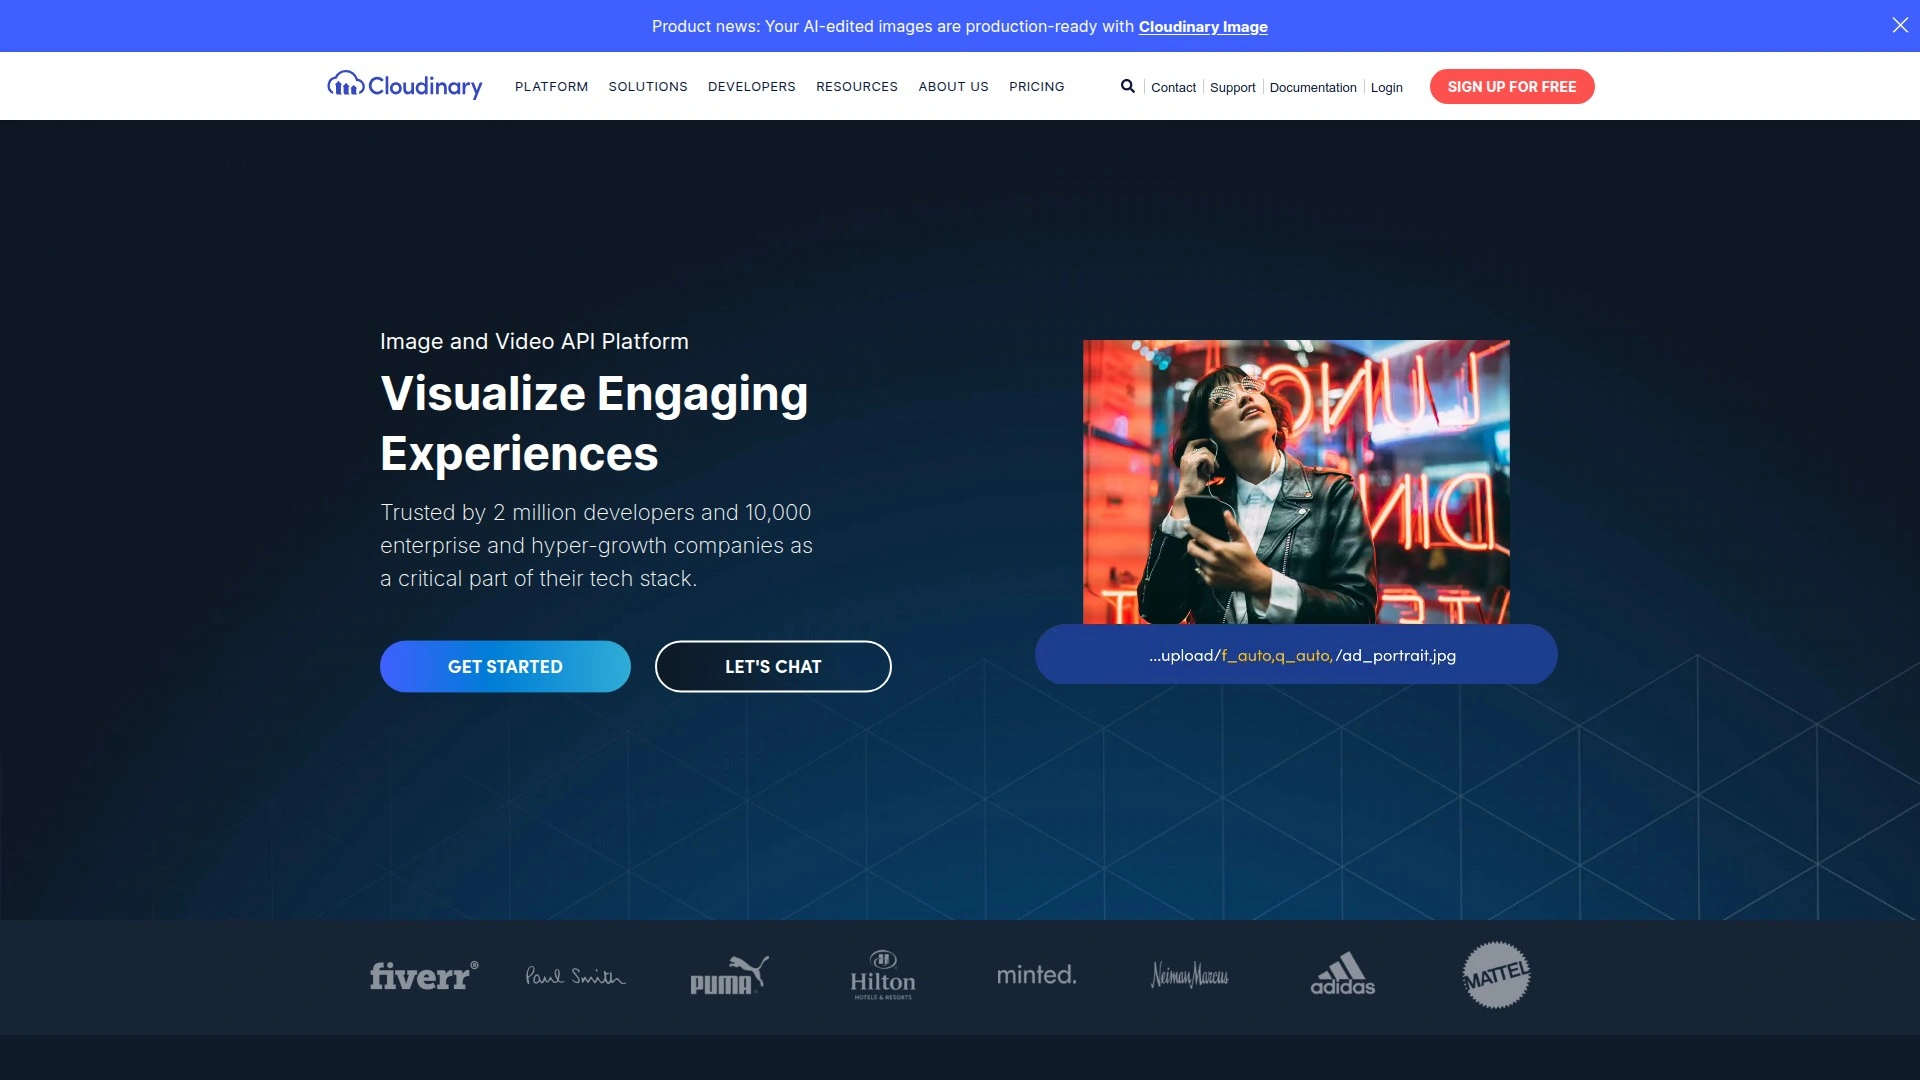 Product news: Your AI-edited images are production-ready with Cloudinary Image
Cloudinary
PLATFORM
SOLUTIONS
DEVELOPERS
RESOURCES
ABOUT US
PRICING
Contact
Support
Documentation
Login
SIGN UP FOR FREE
Image and Video API Platform
Visualize Engaging
Experiences
Trusted by 2 million developers and 10,000
enterprise and hyper-growth companies as
a critical part of their tech stack.
GET STARTED
LET'S CHAT
...upload/f_auto,q_auto,/ad_portrait.jpg
fiverr®
Paul Smith
PUMA
Hilton
HOTELS & RESORTS
minted.
Neiman Marcus
adidas
MATTEL